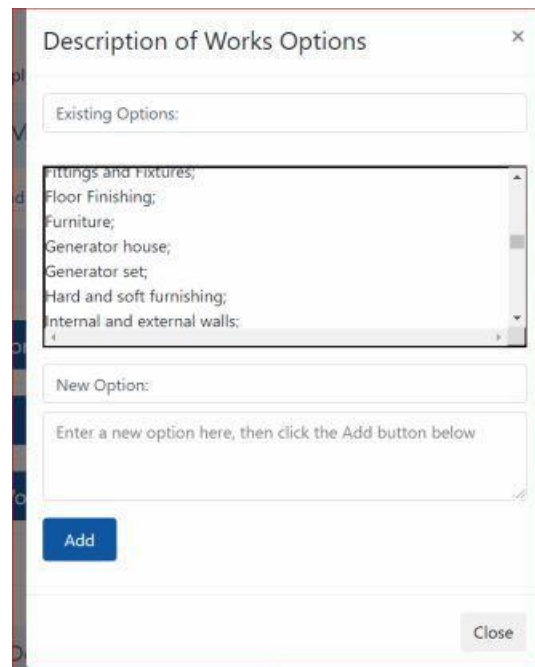 Description of Works Options
×
Existing Options:
Fittings and Fixtures;
Floor Finishing;
Furniture;
Generator house;
Generator set;
Hard and soft furnishing;
Internal and external walls;
New Option:
Enter a new option here, then click the Add button below
Add
Close